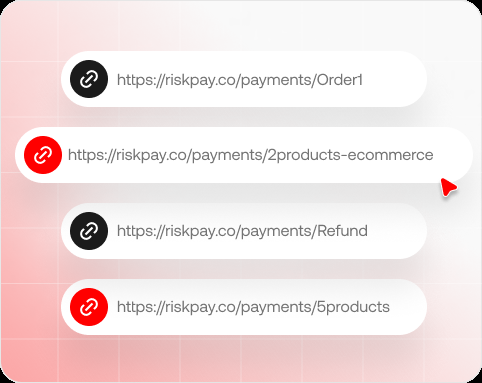 https://riskpay.co/payments/Order1
https://riskpay.co/payments/2products-ecommerce
https://riskpay.co/payments/Refund
https://riskpay.co/payments/5products